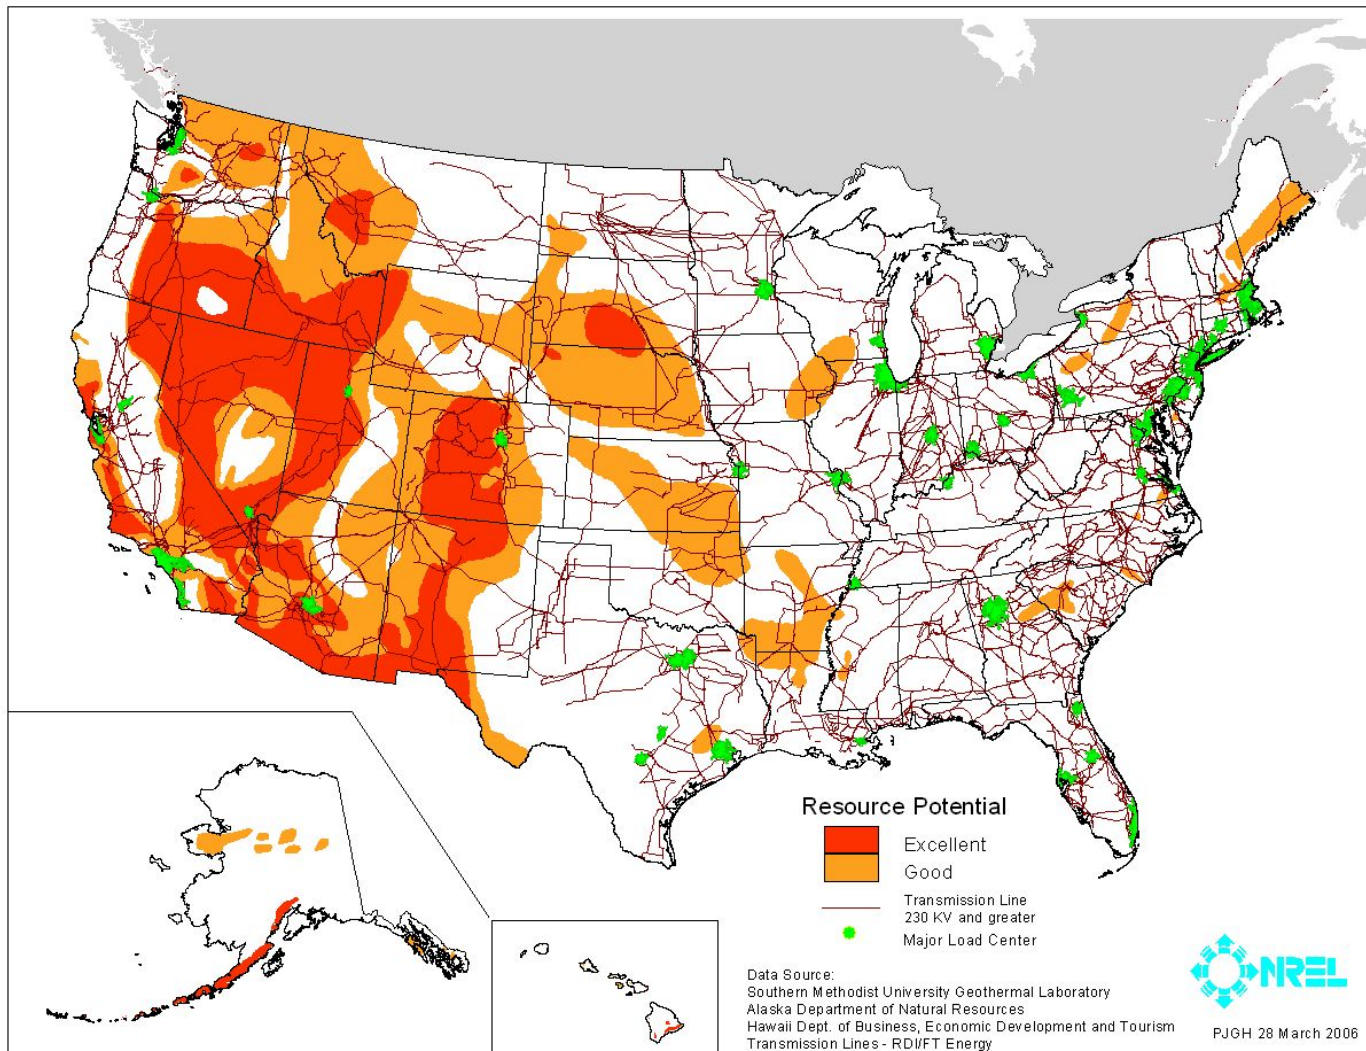 Resource Potential
Excellent
Good
Transmission Line
230 KV and greater
Major Load Center
Data Source:
Southern Methodist University Geothermal Laboratory
Alaska Department of Natural Resources
Hawaii Dept. of Business, Economic Development and Tourism
Transmission Lines - RDI/FT Energy
NREL
PJGH 28 March 2006